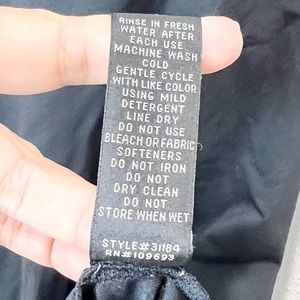 RINSE IN FRESH
WATER AFTER
EACH USE
MACHINE WASH
COLD
GENTLE CYCLE
WITH LIKE COLOR
USING MILD
DETERGENT
LINE DRY
DO NOT USE
BLEACH OR FABRIC
SOFTENERS
DO NOT IRON
DO NOT
DRY CLEAN
DO NOT
STORE WHEN WET
STYLE#31184
RN#109693